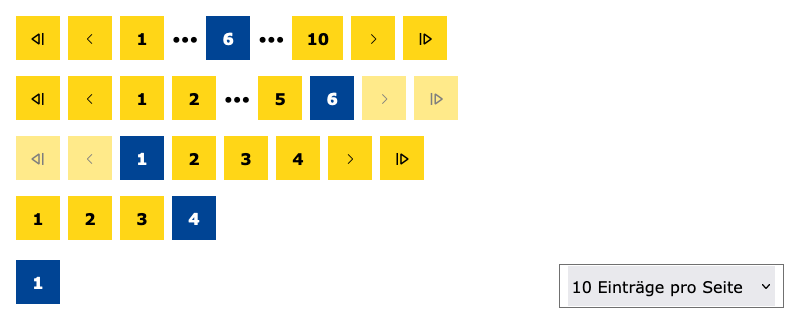 1 ••• 6 ••• 10
1 2 ••• 5 6
1 2 3 4
1 2 3 4
1 10 Einträge pro Seite